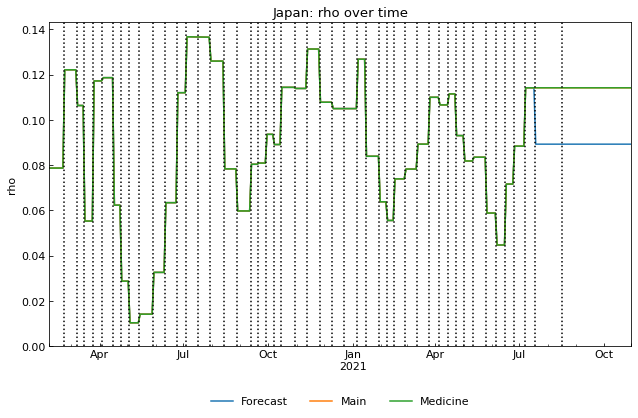 Japan: rho over time
0.14
0.12
0.10
0.08
0.06
0.04
0.02
0.00
rho
Apr Jul Oct Jan Apr Jul Oct
2021
Forecast Main Medicine